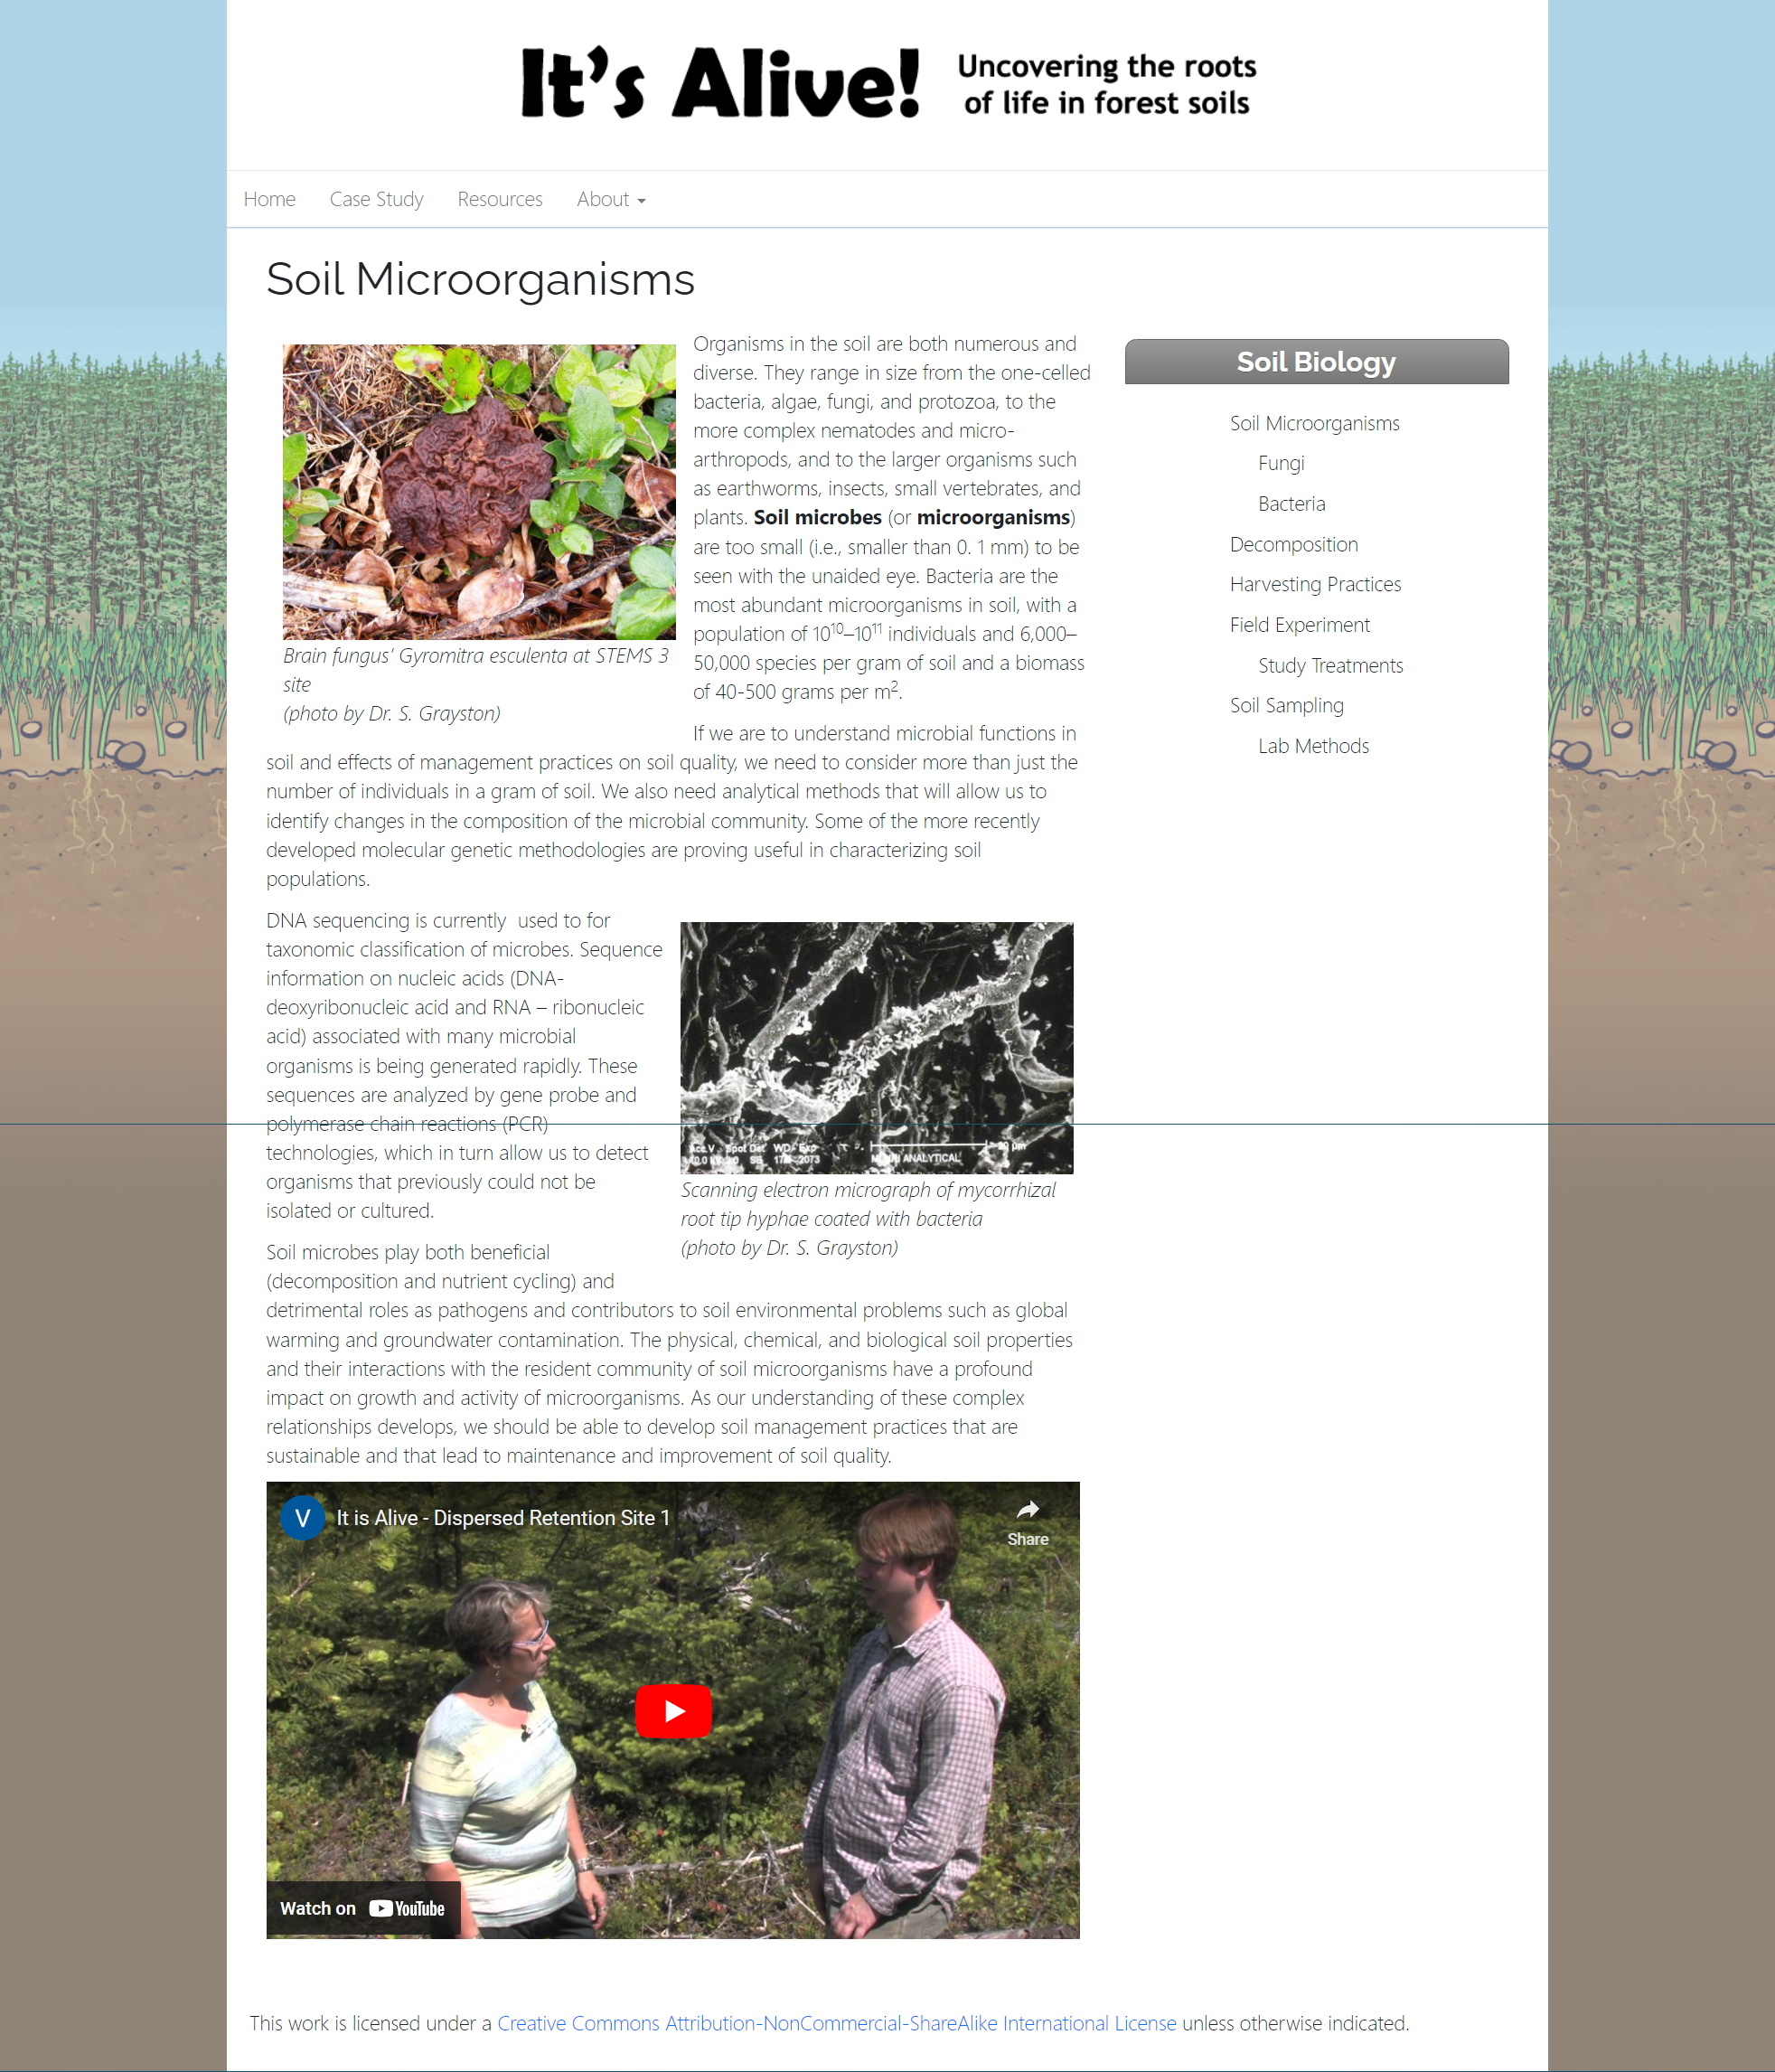 It's Alive!
Uncovering the roots
of life in forest soils
Home Case Study Resources About
Soil Microorganisms
Brain fungus' Gyromitra esculenta at STEMS 3
site
(photo by Dr. S. Grayston)
Organisms in the soil are both numerous and
diverse. They range in size from the one-celled
bacteria, algae, fungi, and protozoa, to the
more complex nematodes and micro-
arthropods, and to the larger organisms such
as earthworms, insects, small vertebrates, and
plants. Soil microbes (or microorganisms)
are too small (i.e., smaller than 0. 1 mm) to be
seen with the unaided eye. Bacteria are the
most abundant microorganisms in soil, with a
population of 10¹⁰–10¹¹ individuals and 6,000–
50,000 species per gram of soil and a biomass
of 40-500 grams per m².
If we are to understand microbial functions in
soil and effects of management practices on soil quality, we need to consider more than just the
number of individuals in a gram of soil. We also need analytical methods that will allow us to
identify changes in the composition of the microbial community. Some of the more recently
developed molecular genetic methodologies are proving useful in characterizing soil
populations.
DNA sequencing is currently  used to for
taxonomic classification of microbes. Sequence
information on nucleic acids (DNA-
deoxyribonucleic acid and RNA – ribonucleic
acid) associated with many microbial
organisms is being generated rapidly. These
sequences are analyzed by gene probe and
polymerase chain reactions (PCR)
technologies, which in turn allow us to detect
organisms that previously could not be
isolated or cultured.
Acc.V Spot Det WD Exp
ANALYTICAL
Scanning electron micrograph of mycorrhizal
root tip hyphae coated with bacteria
(photo by Dr. S. Grayston)
Soil microbes play both beneficial
(decomposition and nutrient cycling) and
detrimental roles as pathogens and contributors to soil environmental problems such as global
warming and groundwater contamination. The physical, chemical, and biological soil properties
and their interactions with the resident community of soil microorganisms have a profound
impact on growth and activity of microorganisms. As our understanding of these complex
relationships develops, we should be able to develop soil management practices that are
sustainable and that lead to maintenance and improvement of soil quality.
V It is Alive - Dispersed Retention Site 1
Share
Watch on YouTube
Soil Biology
Soil Microorganisms
Fungi
Bacteria
Decomposition
Harvesting Practices
Field Experiment
Study Treatments
Soil Sampling
Lab Methods
This work is licensed under a Creative Commons Attribution-NonCommercial-ShareAlike International License unless otherwise indicated.